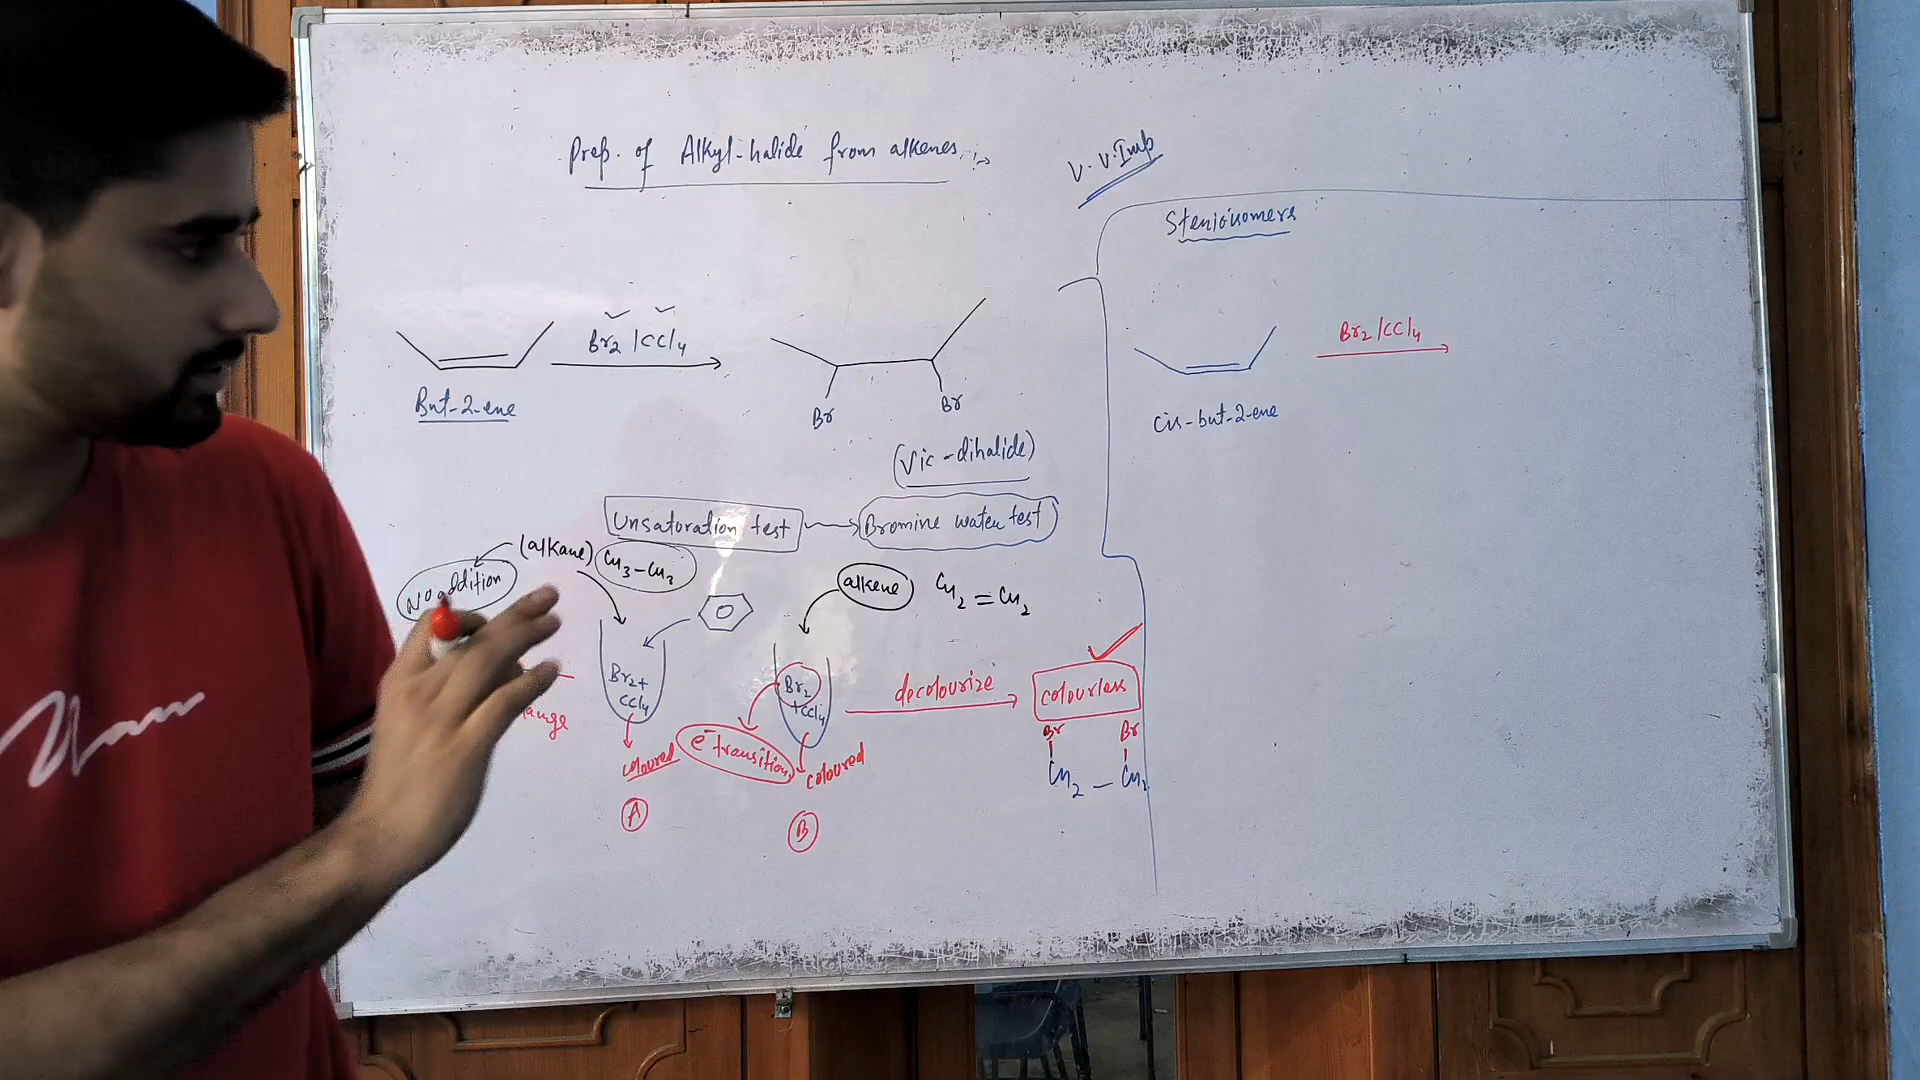 Prep. of Alkyl-halide from alkenes :->
V.V.Imp
Stenioisomers
Br2 /CCl4
But-2-ene
Br
Br
(Vic-dihalide)
Br2/CCl4
cis-but-2-ene
Unsaturation test
Bromine water test
(alkane)
CH3-CH3
No addition
alkene
CH2=CH2
Br2+
CCl4
coloured
A
Br2
+CCl4
e- transition
coloured
B
decolourize
colourless
Br
Br
CH2 - CH2